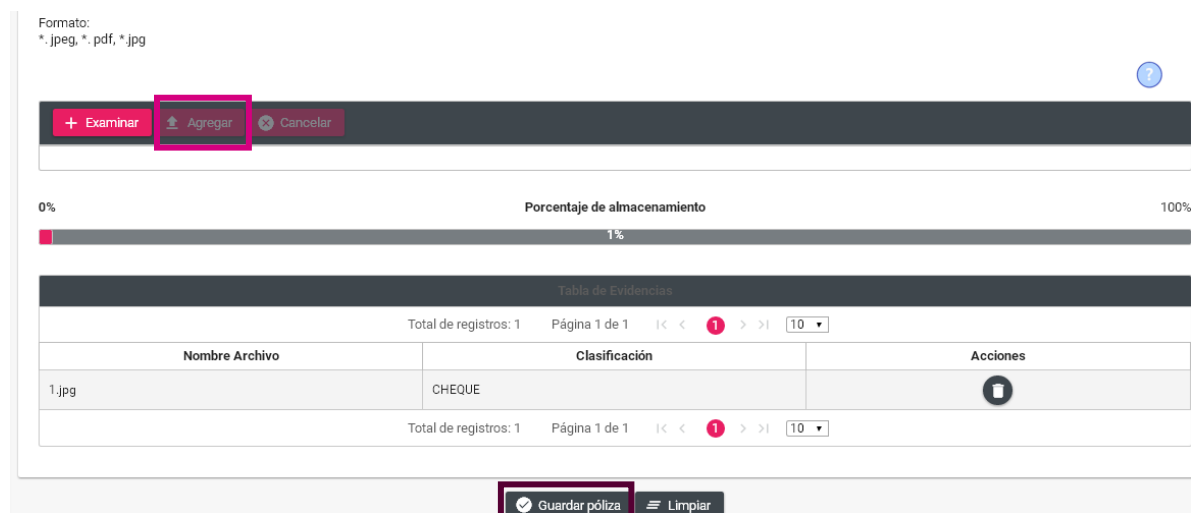 Formato:
*. jpeg, *. pdf, *.jpg
?
+ Examinar Agregar Cancelar
0% Porcentaje de almacenamiento 100%
1%
Tabla de Evidencias
Total de registros: 1 Página 1 de 1 |< < 1 > >| 10
Nombre Archivo Clasificación Acciones
1.jpg CHEQUE
Total de registros: 1 Página 1 de 1 |< < 1 > >| 10
Guardar póliza Limpiar